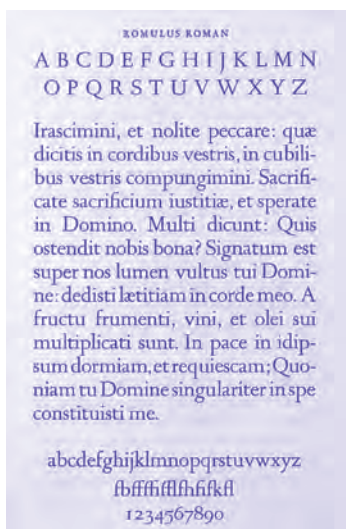 ROMULUS ROMAN
A B C D E F G H I J K L M N
O P Q R S T U V W X Y Z
Irascimini, et nolite peccare: quæ
dicitis in cordibus vestris, in cubili-
bus vestris compungimini. Sacrifi-
cate sacrificium iustitiæ, et sperate
in Domino. Multi dicunt: Quis
ostendit nobis bona? Signatum est
super nos lumen vultus tui Domi-
ne: dedisti lætitiam in corde meo. A
fructu frumenti, vini, et olei sui
multiplicati sunt. In pace in idip-
sum dormiam, et requiescam; Quo-
niam tu Domine singulariter in spe
constituisti me.
abcdefghijklmnopqrstuvwxyz
1234567890